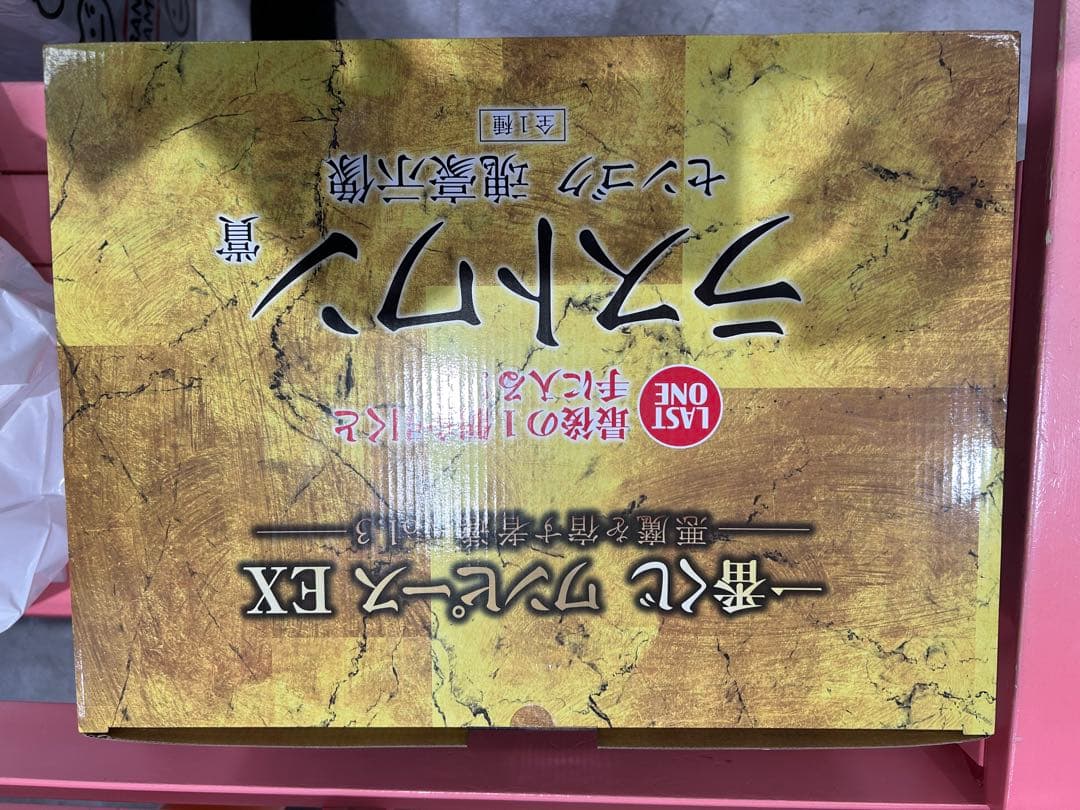 一番くじ ワンピース EX
悪魔を宿す者達 vol.3
LAST
ONE
最後の1個を引くと
手に入る!
ラストワン賞
センゴク 魂豪示像
全1種